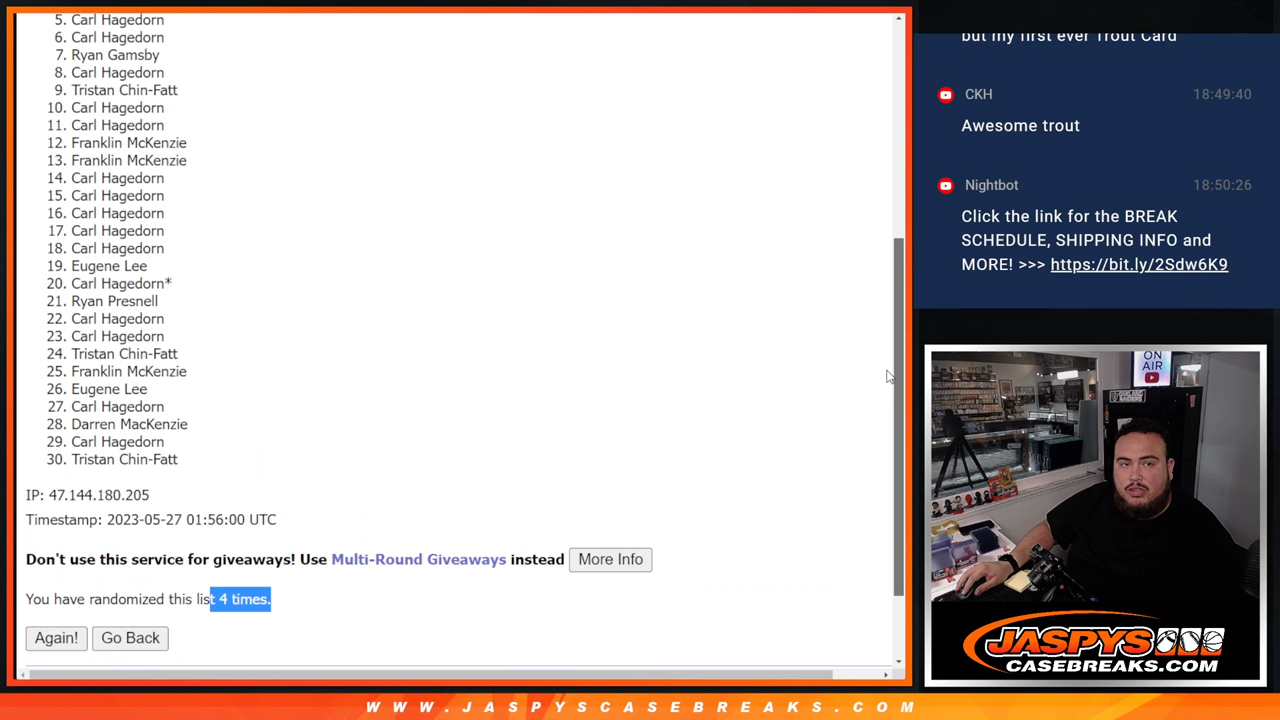 5. Carl Hagedorn
6. Carl Hagedorn
7. Ryan Gamsby
8. Carl Hagedorn
9. Tristan Chin-Fatt
10. Carl Hagedorn
11. Carl Hagedorn
12. Franklin McKenzie
13. Franklin McKenzie
14. Carl Hagedorn
15. Carl Hagedorn
16. Carl Hagedorn
17. Carl Hagedorn
18. Carl Hagedorn
19. Eugene Lee
20. Carl Hagedorn*
21. Ryan Presnell
22. Carl Hagedorn
23. Carl Hagedorn
24. Tristan Chin-Fatt
25. Franklin McKenzie
26. Eugene Lee
27. Carl Hagedorn
28. Darren MacKenzie
29. Carl Hagedorn
30. Tristan Chin-Fatt
IP: 47.144.180.205
Timestamp: 2023-05-27 01:56:00 UTC
Don't use this service for giveaways! Use Multi-Round Giveaways instead More Info
You have randomized this list 4 times.
Again! Go Back
but my first ever Trout Card
CKH 18:49:40
Awesome trout
Nightbot 18:50:26
Click the link for the BREAK
SCHEDULE, SHIPPING INFO and
MORE! >>> https://bit.ly/2Sdw6K9
ON
AIR
JASPYS
CASEBREAKS.COM
WWW.JASPYSCASEBREAKS.COM